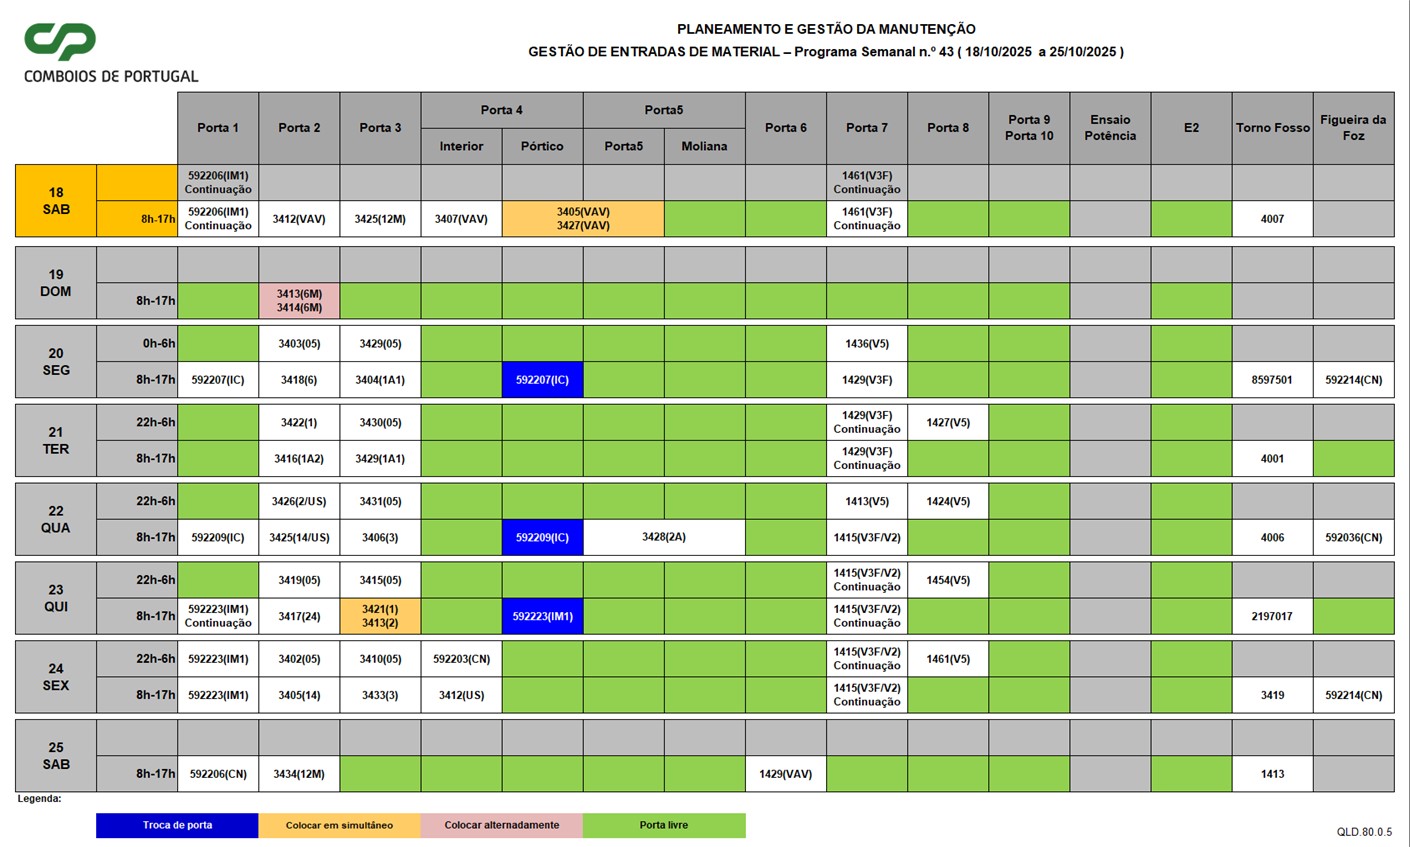 CP
COMBOIOS DE PORTUGAL
PLANEAMENTO E GESTÃO DA MANUTENÇÃO
GESTÃO DE ENTRADAS DE MATERIAL – Programa Semanal n.º 43 ( 18/10/2025 a 25/10/2025 )
Porta 1 Porta 2 Porta 3 Porta 4 Porta5 Porta 6 Porta 7 Porta 8 Porta 9 Porta 10 Ensaio Potência E2 Torno Fosso Figueira da Foz
Interior Pórtico Porta5 Moliana
18 SAB
592206(IM1) Continuação 1461(V3F) Continuação
8h-17h 592206(IM1) Continuação 3412(VAV) 3425(12M) 3407(VAV) 3405(VAV) 3427(VAV) 1461(V3F) Continuação 4007
19 DOM
8h-17h 3413(6M) 3414(6M)
20 SEG
0h-6h 3403(05) 3429(05) 1436(V5)
8h-17h 592207(IC) 3418(6) 3404(1A1) 592207(IC) 1429(V3F) 8597501 592214(CN)
21 TER
22h-6h 3422(1) 3430(05) 1429(V3F) Continuação 1427(V5)
8h-17h 3416(1A2) 3429(1A1) 1429(V3F) Continuação 4001
22 QUA
22h-6h 3426(2/US) 3431(05) 1413(V5) 1424(V5)
8h-17h 592209(IC) 3425(14/US) 3406(3) 592209(IC) 3428(2A) 1415(V3F/V2) 4006 592036(CN)
23 QUI
22h-6h 3419(05) 3415(05) 1415(V3F/V2) Continuação 1454(V5)
8h-17h 592223(IM1) Continuação 3417(24) 3421(1) 3413(2) 592223(IM1) 1415(V3F/V2) Continuação 2197017
24 SEX
22h-6h 592223(IM1) 3402(05) 3410(05) 592203(CN) 1415(V3F/V2) Continuação 1461(V5)
8h-17h 592223(IM1) 3405(14) 3433(3) 3412(US) 1415(V3F/V2) Continuação 3419 592214(CN)
25 SAB
8h-17h 592206(CN) 3434(12M) 1429(VAV) 1413
Legenda:
Troca de porta Colocar em simultâneo Colocar alternadamente Porta livre
QLD.80.0.5